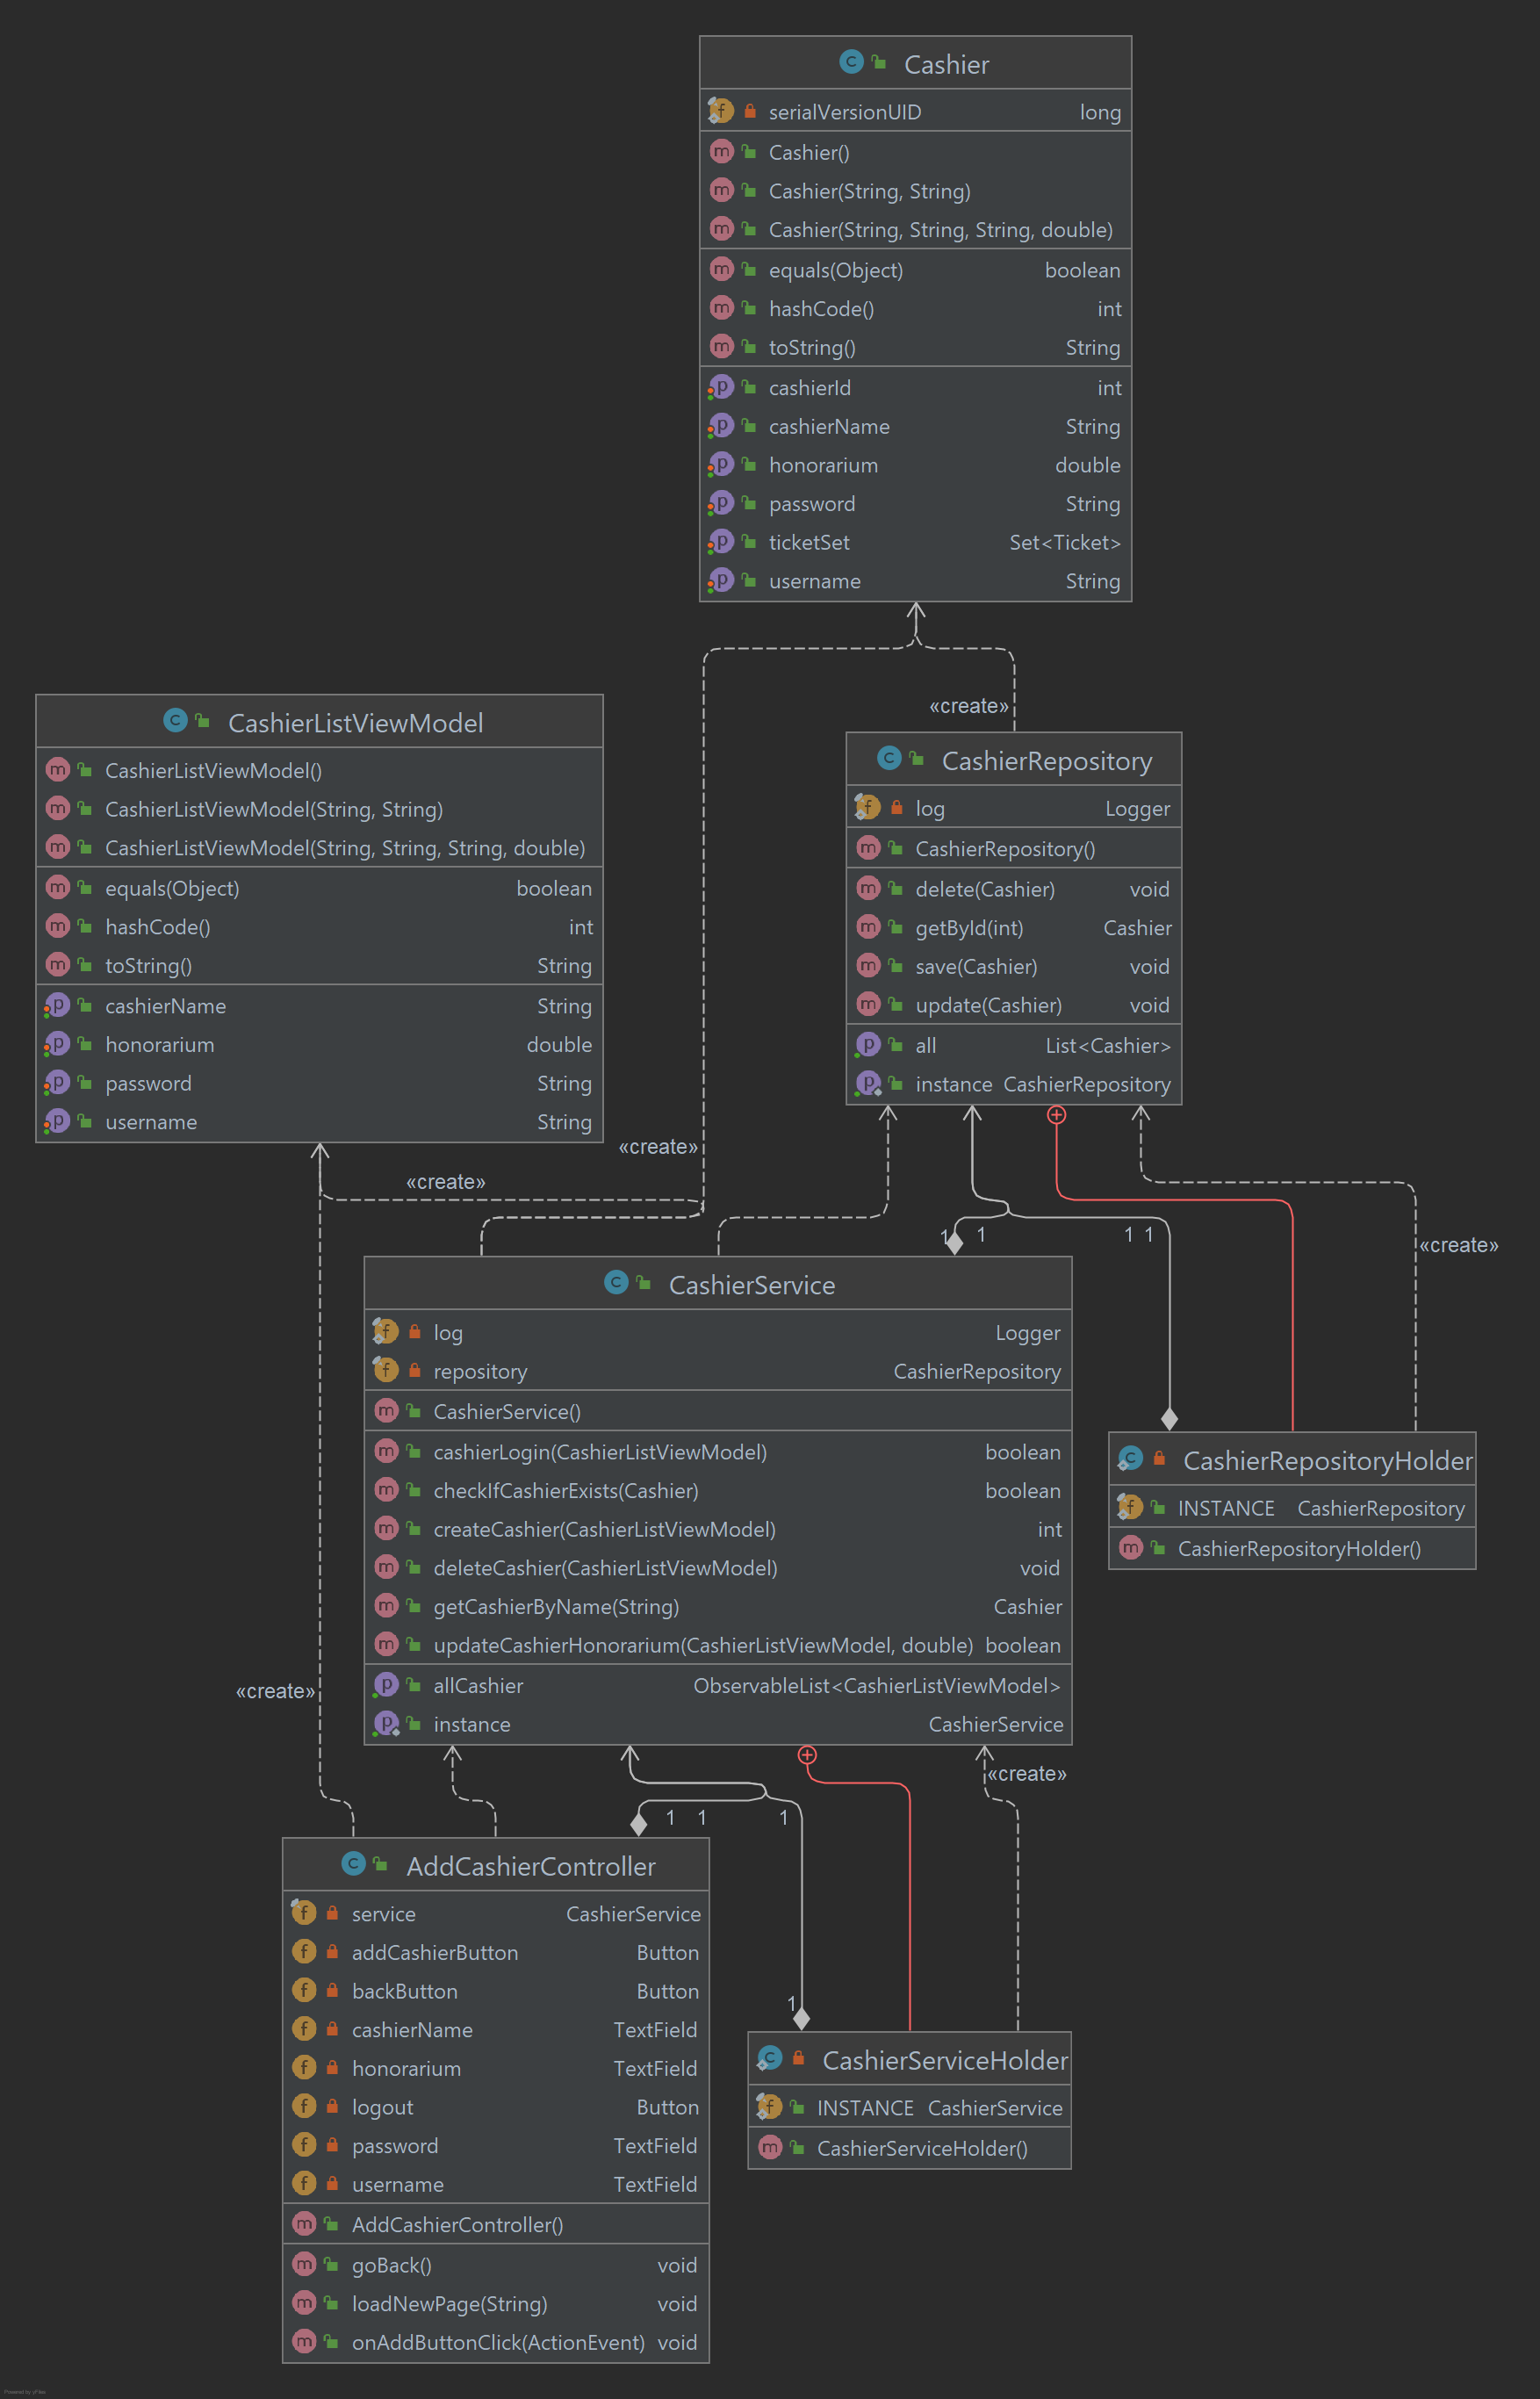 Cashier
serialVersionUID long
Cashier()
Cashier(String, String)
Cashier(String, String, String, double)
equals(Object) boolean
hashCode() int
toString() String
cashierId int
cashierName String
honorarium double
password String
ticketSet Set<Ticket>
username String
«create»
CashierListViewModel
CashierListViewModel()
CashierListViewModel(String, String)
CashierListViewModel(String, String, String, double)
equals(Object) boolean
hashCode() int
toString() String
cashierName String
honorarium double
password String
username String
CashierRepository
log Logger
CashierRepository()
delete(Cashier) void
getById(int) Cashier
save(Cashier) void
update(Cashier) void
all List<Cashier>
instance CashierRepository
«create»
«create»
1 1 1 1
«create»
CashierService
log Logger
repository CashierRepository
CashierService()
cashierLogin(CashierListViewModel) boolean
checkIfCashierExists(Cashier) boolean
createCashier(CashierListViewModel) int
deleteCashier(CashierListViewModel) void
getCashierByName(String) Cashier
updateCashierHonorarium(CashierListViewModel, double) boolean
allCashier ObservableList<CashierListViewModel>
instance CashierService
CashierRepositoryHolder
INSTANCE CashierRepository
CashierRepositoryHolder()
«create»
«create»
1 1 1
1
AddCashierController
service CashierService
addCashierButton Button
backButton Button
cashierName TextField
honorarium TextField
logout Button
password TextField
username TextField
AddCashierController()
goBack() void
loadNewPage(String) void
onAddButtonClick(ActionEvent) void
CashierServiceHolder
INSTANCE CashierService
CashierServiceHolder()
Powered by yFiles